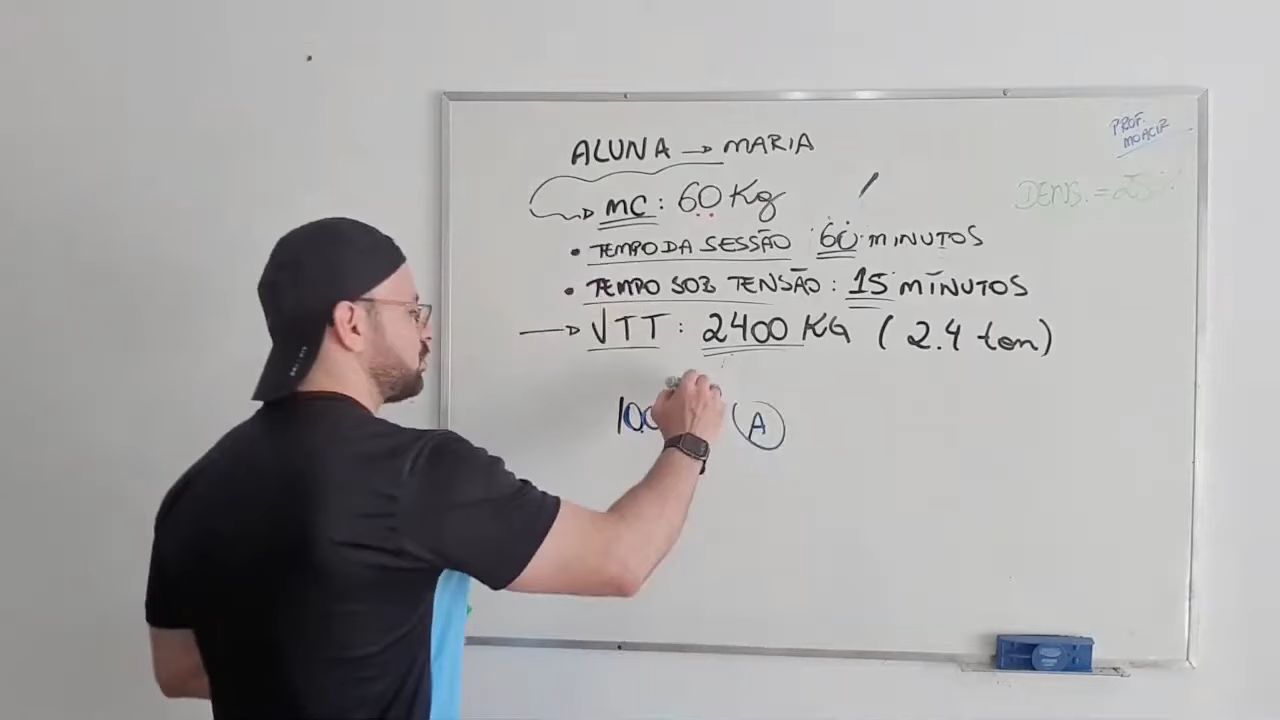 PROF.
MOACIR
ALUNA → MARIA
DENS. = 25%
MC: 60 Kg
• TEMPO DA SESSÃO 60 MINUTOS
• TEMPO SOB TENSÃO: 15 MINUTOS
→ VTT: 2400 KG (2.4 ton)
A